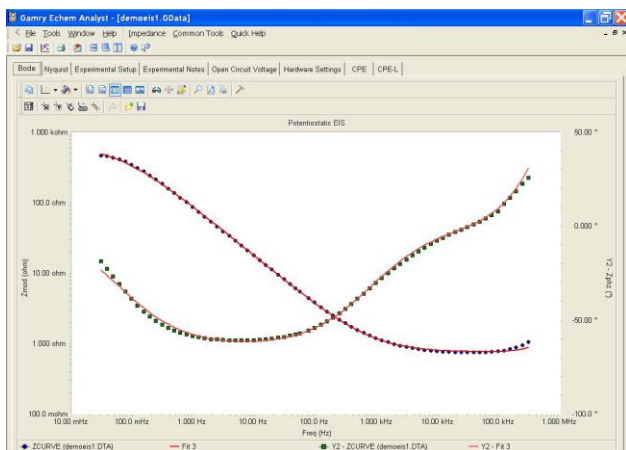 Gamry Echem Analyst - [demoeis1.GData]
File Tools Window Help Impedance Common Tools Quick Help
Bode Nyquist Experimental Setup Experimental Notes Open Circuit Voltage Hardware Settings CPE CPE-L
Potentiostatic EIS
1.000 kohm
100.0 ohm
10.00 ohm
1.000 ohm
100.0 mohm
Zmod (ohm)
50.00 °
0.000 °
-50.00 °
-100.0 °
Y2 - Zphz (°)
10.00 mHz 100.0 mHz 1.000 Hz 10.00 Hz 100.0 Hz 1.000 kHz 10.00 kHz 100.0 kHz 1.000 MHz
Freq (Hz)
ZCURVE (demoeis1.DTA) Fit 3 Y2 - ZCURVE (demoeis1.DTA) Y2 - Fit 3